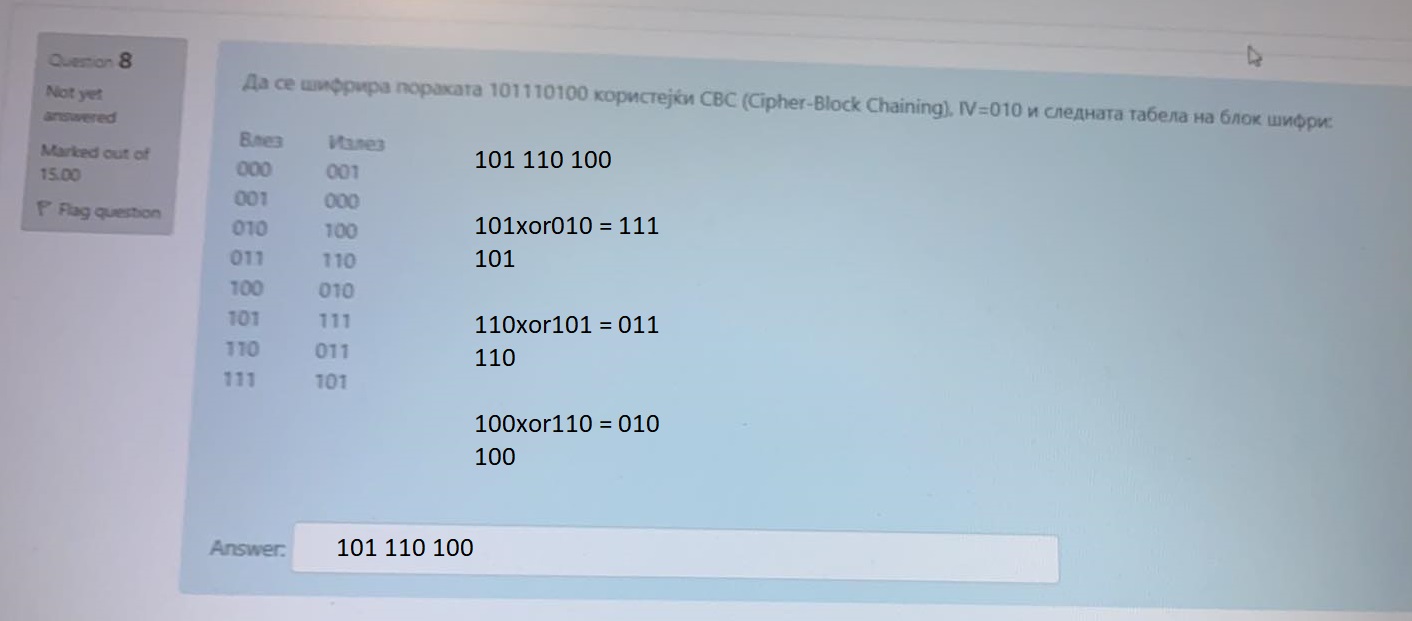 Question 8
Not yet
answered
Marked out of
15.00
Flag question
Да се шифрира пораката 101110100 користејќи CBC (Cipher-Block Chaining), IV=010 и следната табела на блок шифри:
Влез Излез
000 001
001 000
010 100
011 110
100 010
101 111
110 011
111 101
101 110 100
101xor010 = 111
101
110xor101 = 011
110
100xor110 = 010
100
Answer: 101 110 100